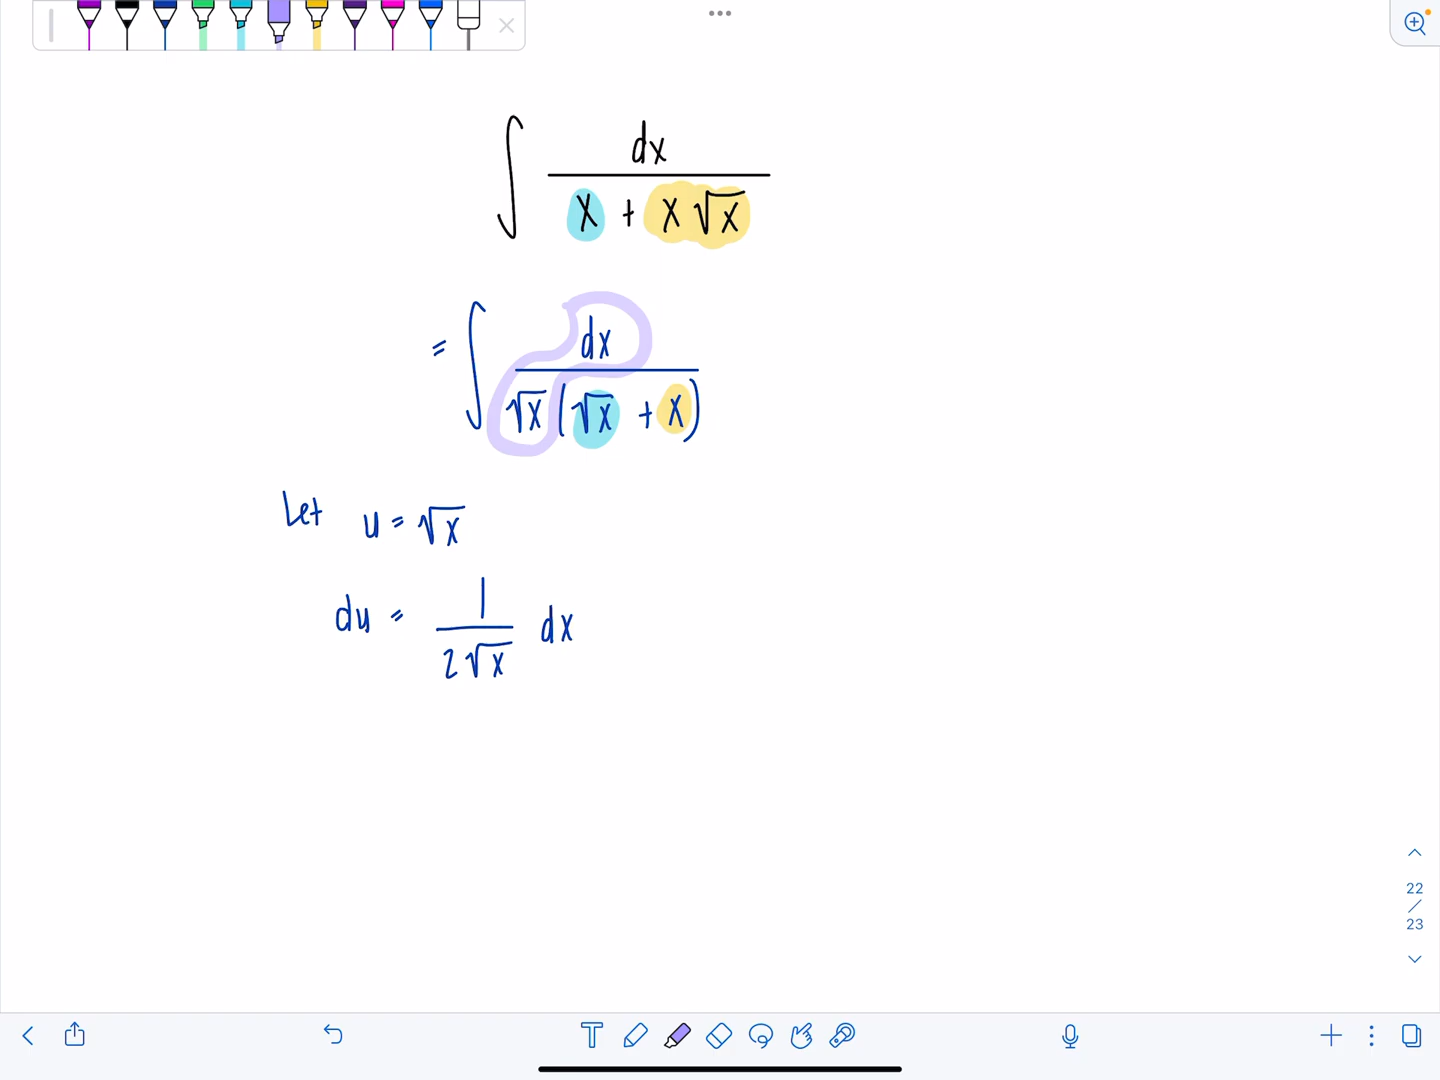 ∫ dx / (x + x√x)
= ∫ dx / (√x (√x + x))
Let u = √x
du = 1 / (2√x) dx
22
/
23
T